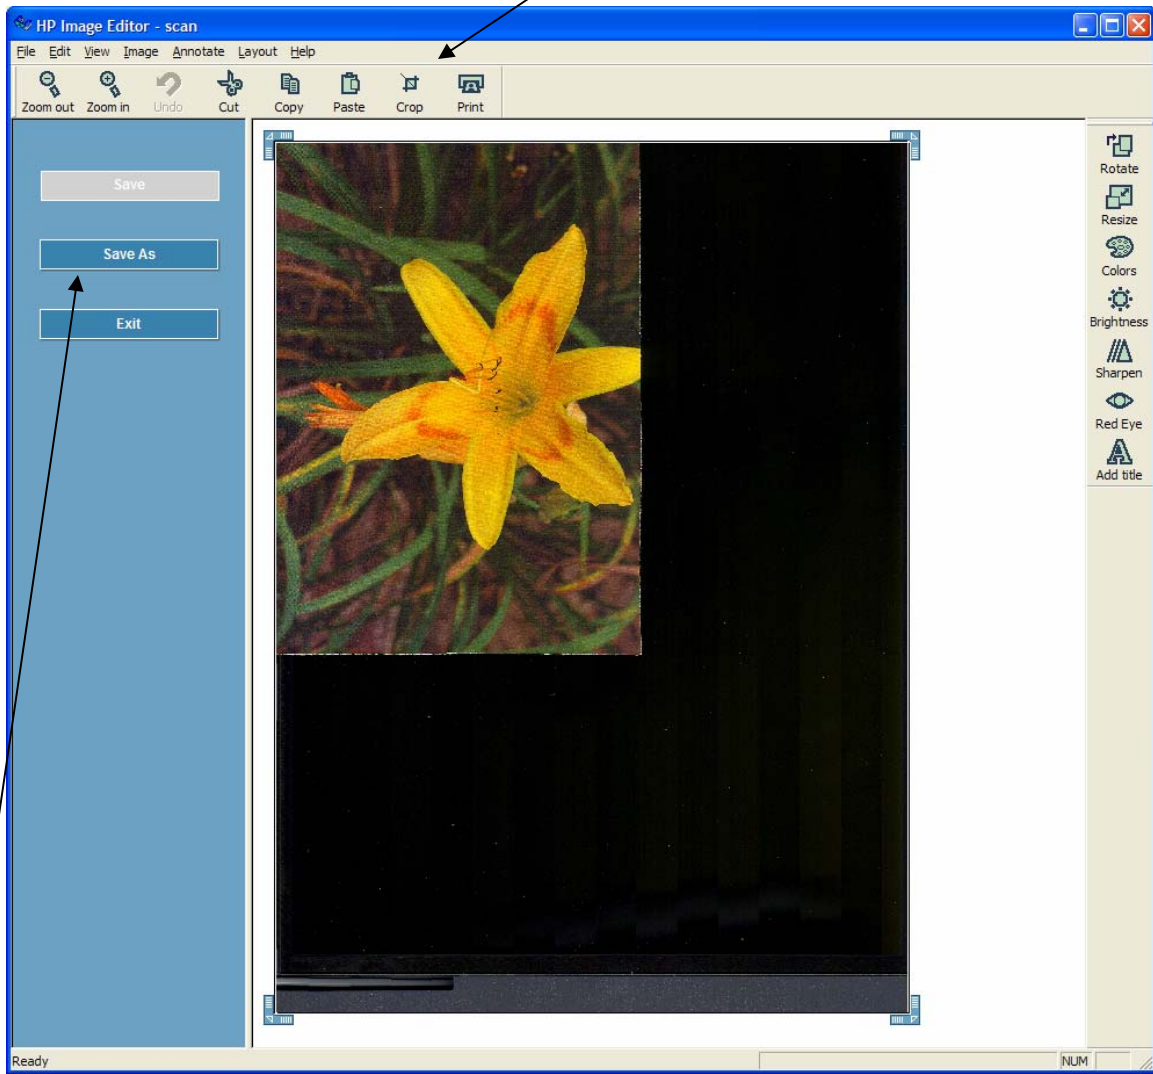 HP Image Editor - scan
File Edit View Image Annotate Layout Help
Zoom out Zoom in Undo Cut Copy Paste Crop Print
Save
Save As
Exit
Rotate
Resize
Colors
Brightness
Sharpen
Red Eye
Add title
Ready
NUM